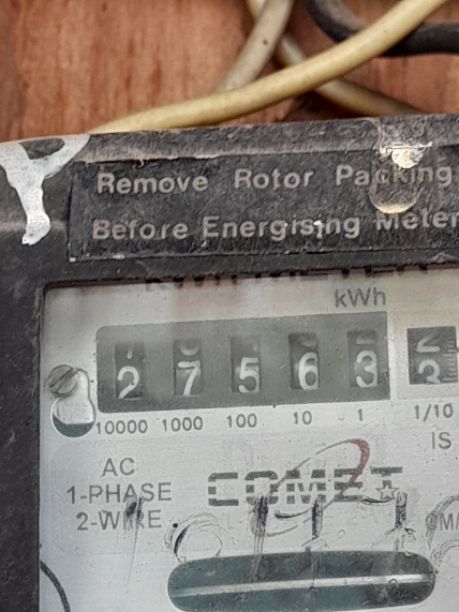 Remove Rotor Packing
Before Energising Meter
kWh
2 7 5 6 3
10000 1000 100 10 1 1/10
IS
AC
1-PHASE
2-WIRE
COMET